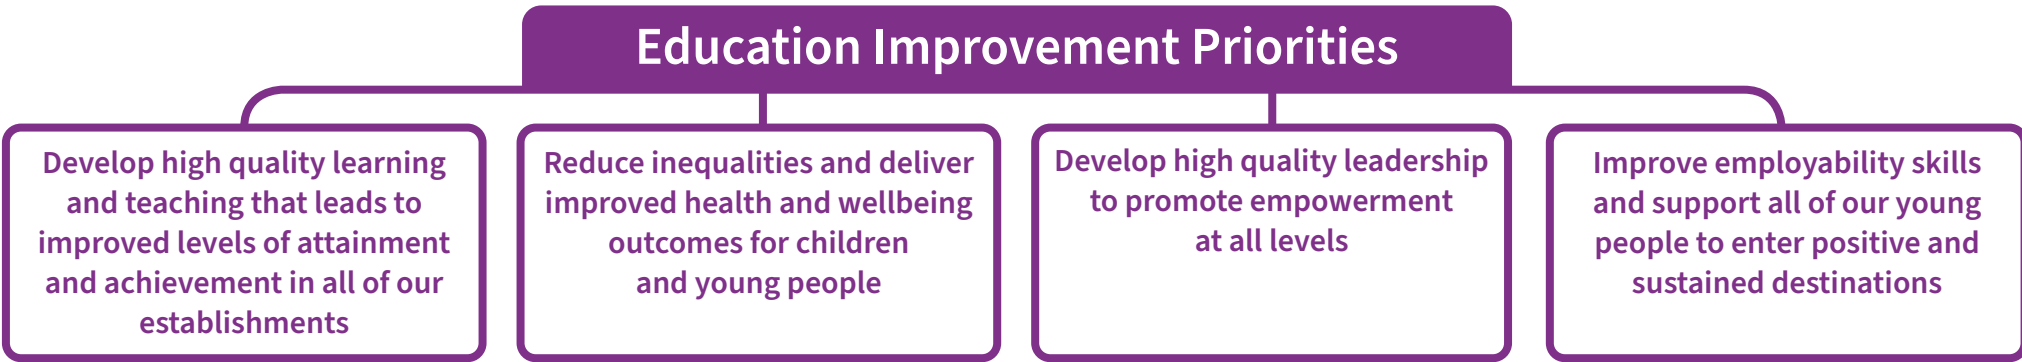 Education Improvement Priorities
Develop high quality learning
and teaching that leads to
improved levels of attainment
and achievement in all of our
establishments
Reduce inequalities and deliver
improved health and wellbeing
outcomes for children
and young people
Develop high quality leadership
to promote empowerment
at all levels
Improve employability skills
and support all of our young
people to enter positive and
sustained destinations